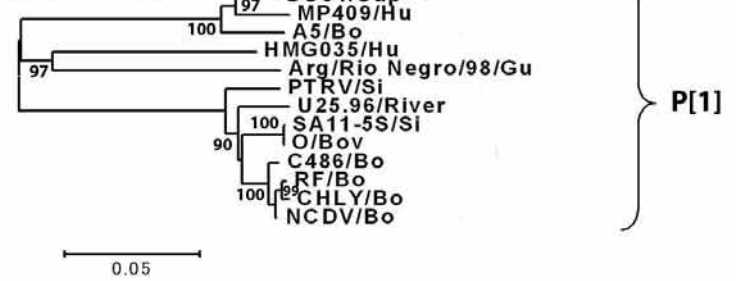 97
MP409/Hu
100
A5/Bo
HMG035/Hu
97
Arg/Rio Negro/98/Gu
PTRV/Si
P[1]
U25.96/River
100
SA11-5S/Si
90
O/Bov
C486/Bo
RF/Bo
100
99
CHLY/Bo
NCDV/Bo
0.05